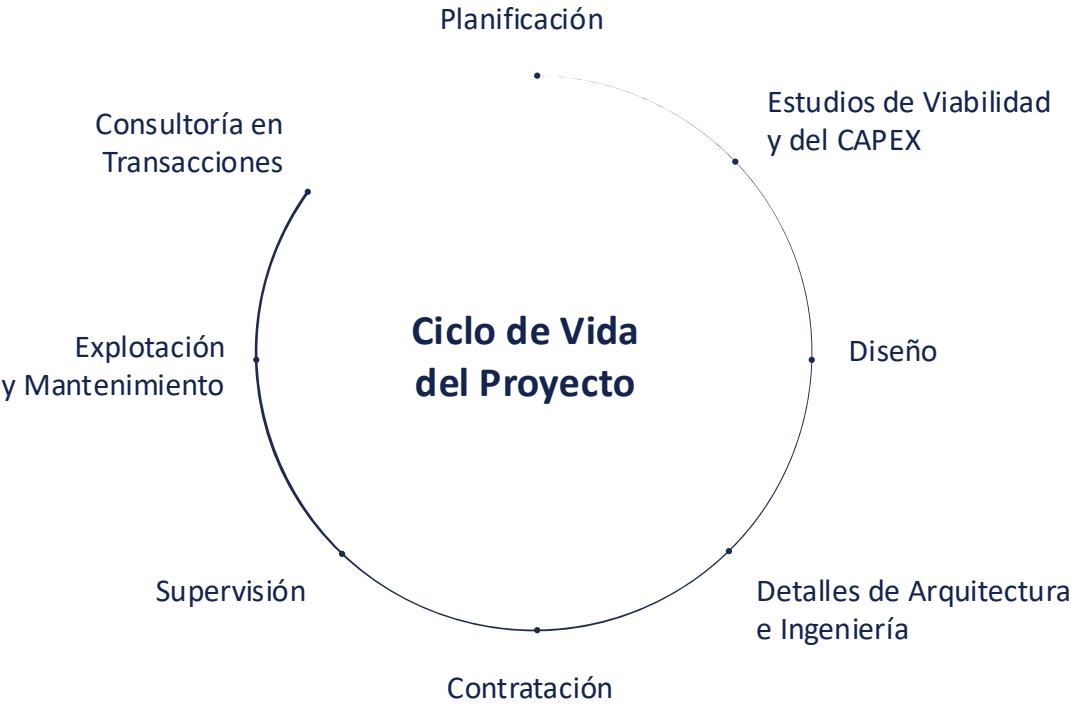 Planificación
Estudios de Viabilidad
y del CAPEX
Diseño
Detalles de Arquitectura
e Ingeniería
Contratación
Supervisión
Explotación
y Mantenimiento
Consultoría en
Transacciones
Ciclo de Vida
del Proyecto